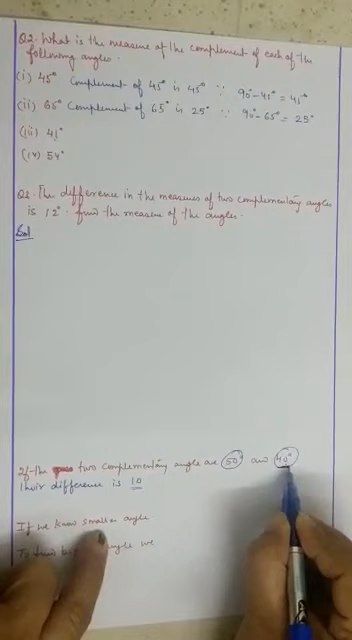 Q2. What is the measure of the complement of each of the
following angles.
(i) 45° Complement of 45° is 45° ∵ 90°-45° = 45°
(ii) 65° Complement of 65° is 25° ∵ 90°-65° = 25°
(iii) 41°
(iv) 54°
Q3. The difference in the measures of two complementary angles
is 12°. find the measure of the angles.
Sol
If the two complementary angle are 50° and 40°
Their difference is 10
If we know smaller angle
To find angle we